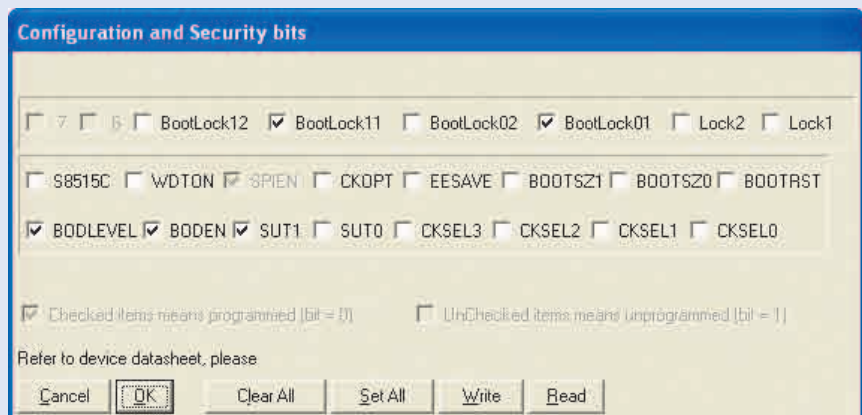 Configuration and Security bits
7 6 BootLock12 BootLock11 BootLock02 BootLock01 Lock2 Lock1
S8515C WDTON SPIEN CKOPT EESAVE BOOTSZ1 BOOTSZ0 BOOTRST
BODLEVEL BODEN SUT1 SUT0 CKSEL3 CKSEL2 CKSEL1 CKSEL0
Checked items means programmed (bit = 0) UnChecked items means unprogrammed (bit = 1)
Refer to device datasheet, please
Cancel OK Clear All Set All Write Read